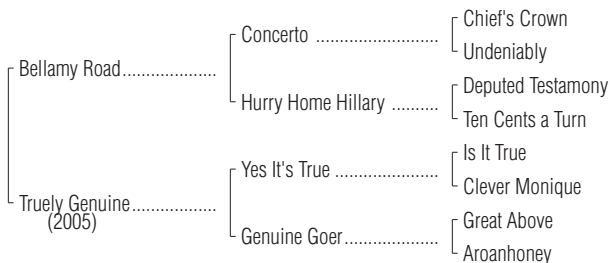 Chief's Crown
Concerto ..........................
Undeniably
Bellamy Road....................
Deputed Testamony
Hurry Home Hillary ..........
Ten Cents a Turn
Is It True
Yes It's True ......................
Clever Monique
Truely Genuine..................
(2005)
Great Above
Genuine Goer....................
Aroanhoney